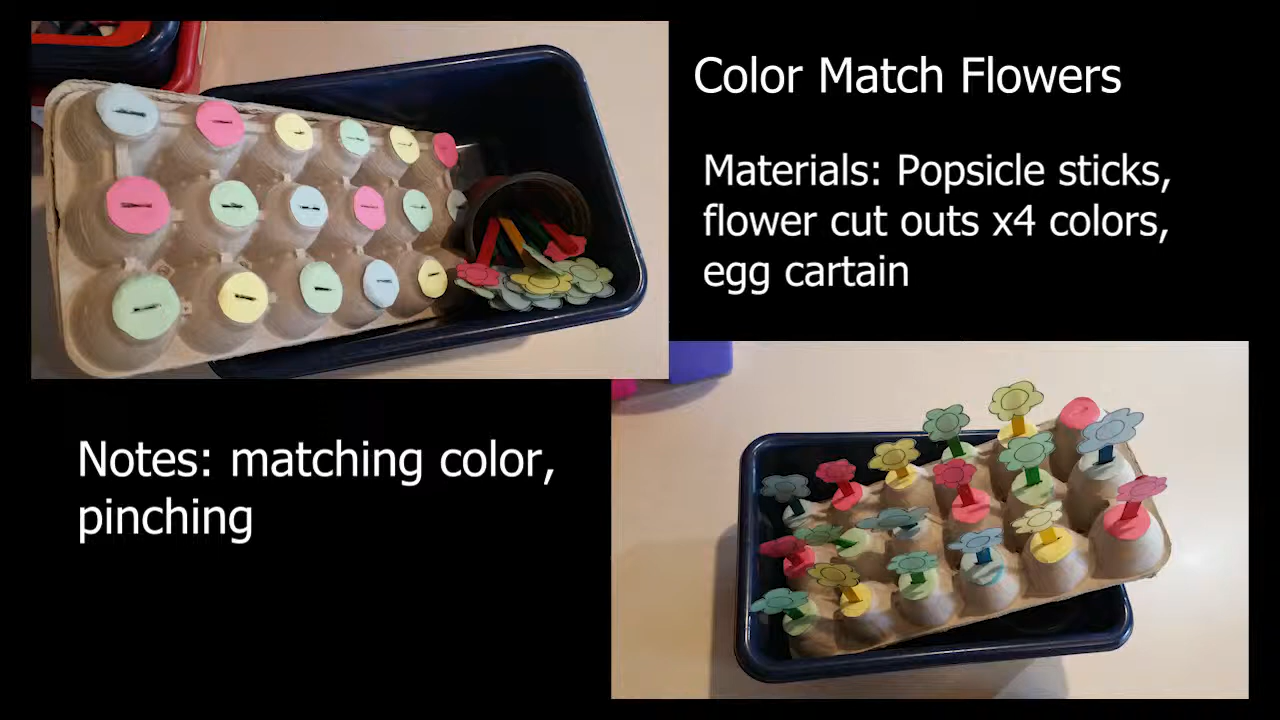 Color Match Flowers
Materials: Popsicle sticks,
flower cut outs x4 colors,
egg cartain
Notes: matching color,
pinching